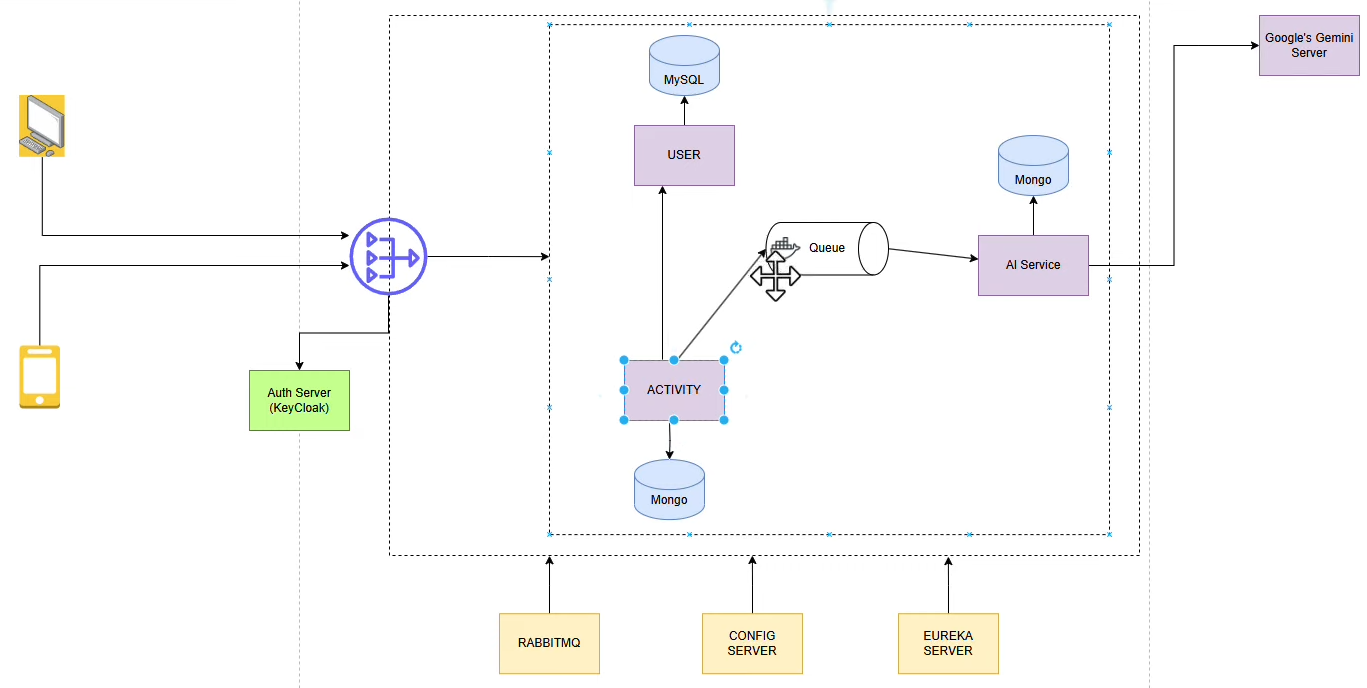 Google's Gemini
Server
MySQL
USER
Mongo
Queue
AI Service
ACTIVITY
Auth Server
(KeyCloak)
Mongo
RABBITMQ
CONFIG
SERVER
EUREKA
SERVER